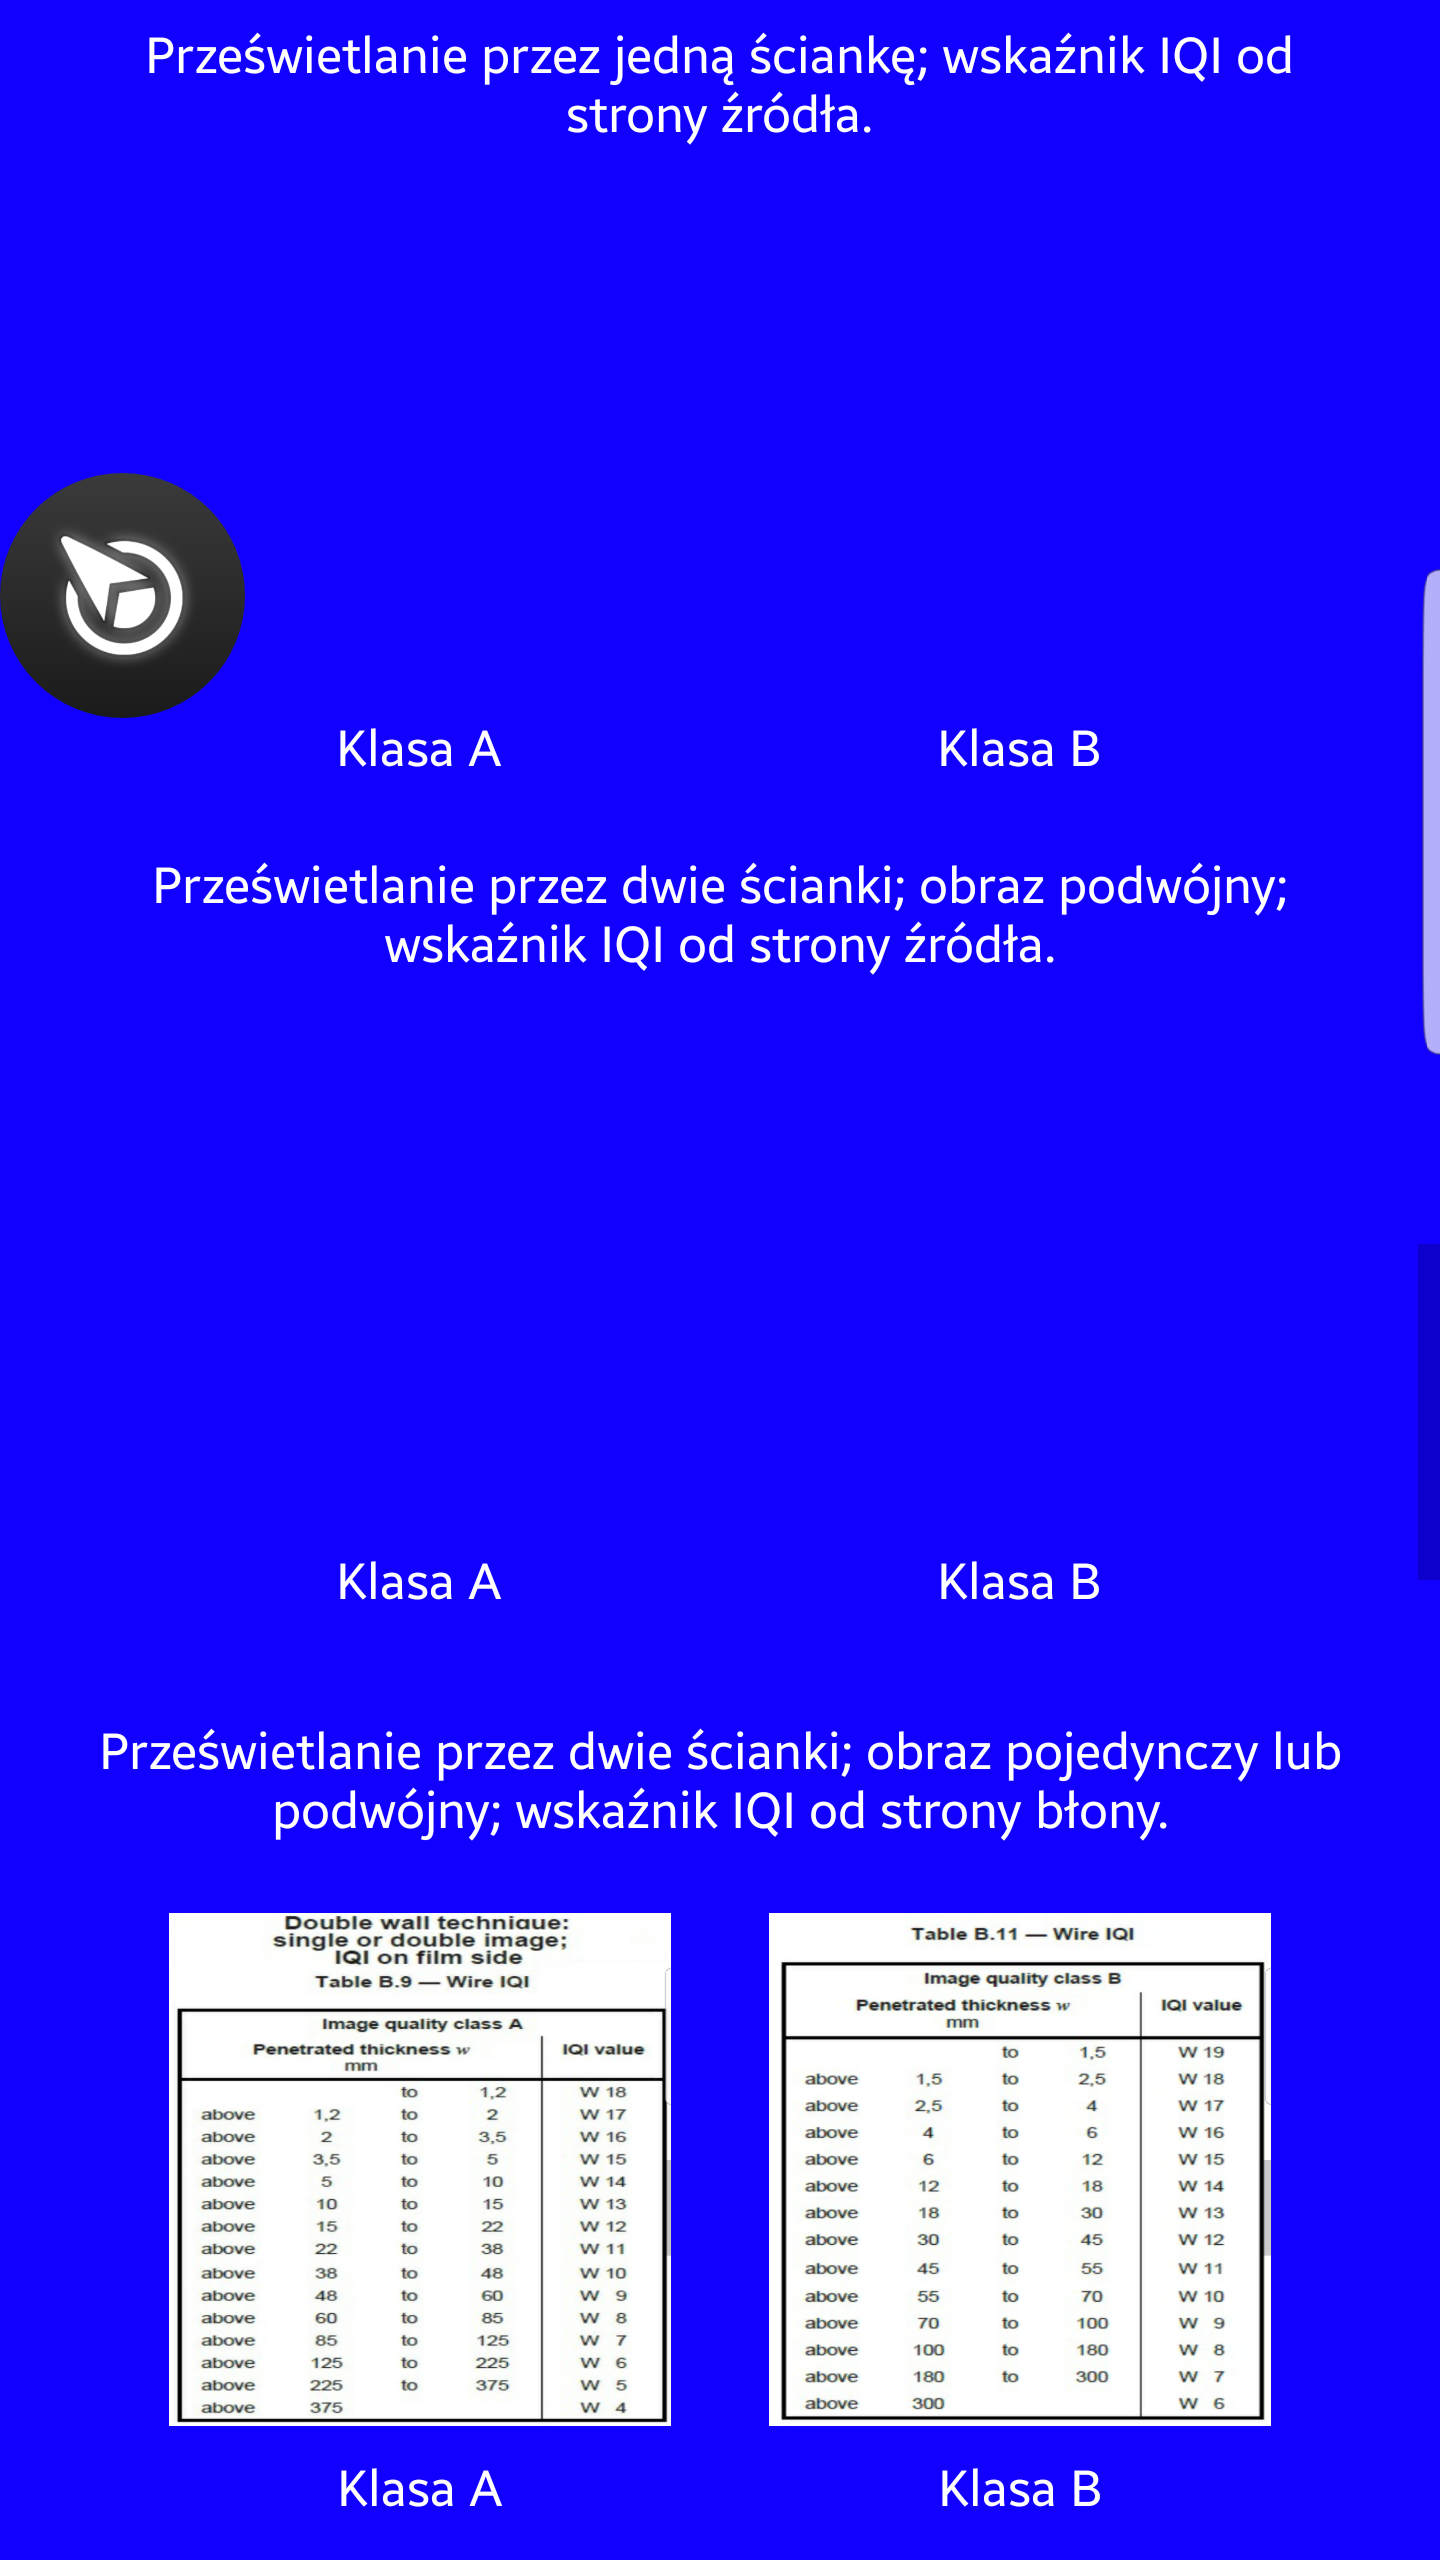 Prześwietlanie przez jedną ściankę; wskaźnik IQI od
strony źródła.
Klasa A
Klasa B
Prześwietlanie przez dwie ścianki; obraz podwójny;
wskaźnik IQI od strony źródła.
Klasa A
Klasa B
Prześwietlanie przez dwie ścianki; obraz pojedynczy lub
podwójny; wskaźnik IQI od strony błony.
Double wall technique:
single or double image;
IQI on film side
Table B.9 — Wire IQI
Image quality class A
Penetrated thickness w IQI value
mm
to 1,2 W 18
above 1,2 to 2 W 17
above 2 to 3,5 W 16
above 3,5 to 5 W 15
above 5 to 10 W 14
above 10 to 15 W 13
above 15 to 22 W 12
above 22 to 38 W 11
above 38 to 48 W 10
above 48 to 60 W 9
above 60 to 85 W 8
above 85 to 125 W 7
above 125 to 225 W 6
above 225 to 375 W 5
above 375 W 4
Table B.11 — Wire IQI
Image quality class B
Penetrated thickness w IQI value
mm
to 1,5 W 19
above 1,5 to 2,5 W 18
above 2,5 to 4 W 17
above 4 to 6 W 16
above 6 to 12 W 15
above 12 to 18 W 14
above 18 to 30 W 13
above 30 to 45 W 12
above 45 to 55 W 11
above 55 to 70 W 10
above 70 to 100 W 9
above 100 to 180 W 8
above 180 to 300 W 7
above 300 W 6
Klasa A
Klasa B